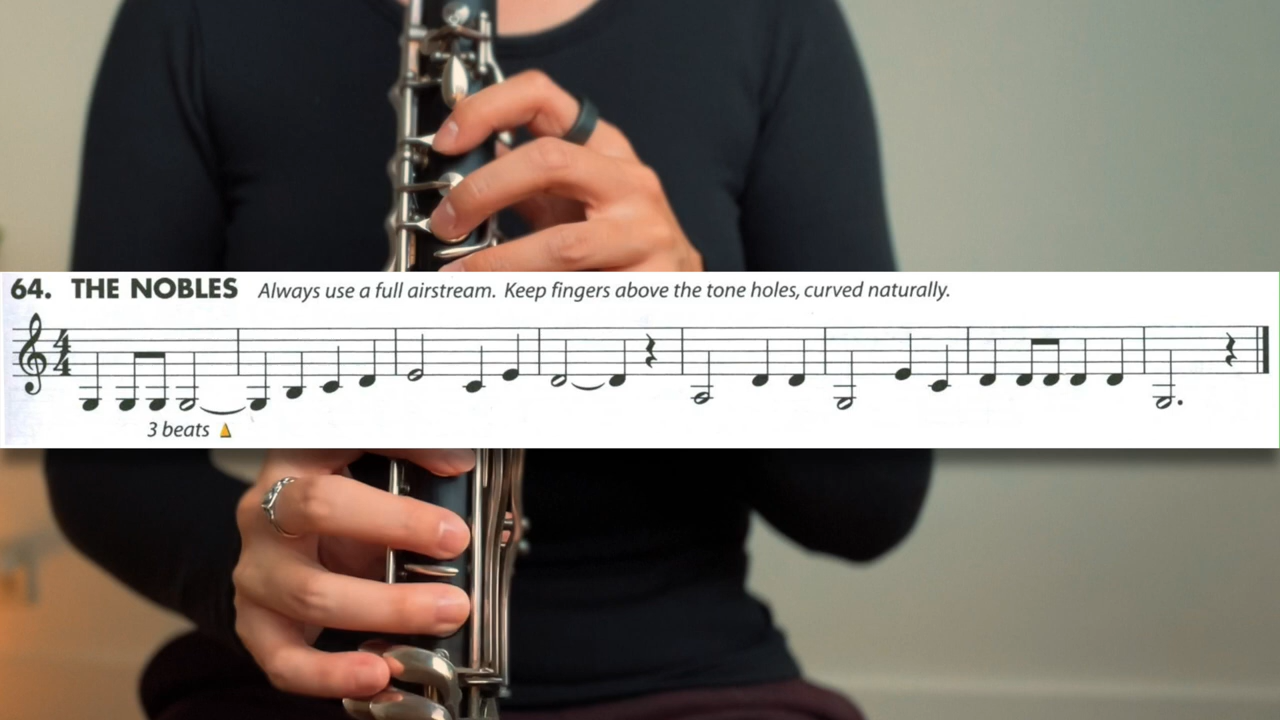 64. THE NOBLES Always use a full airstream. Keep fingers above the tone holes, curved naturally.
4
4
3 beats